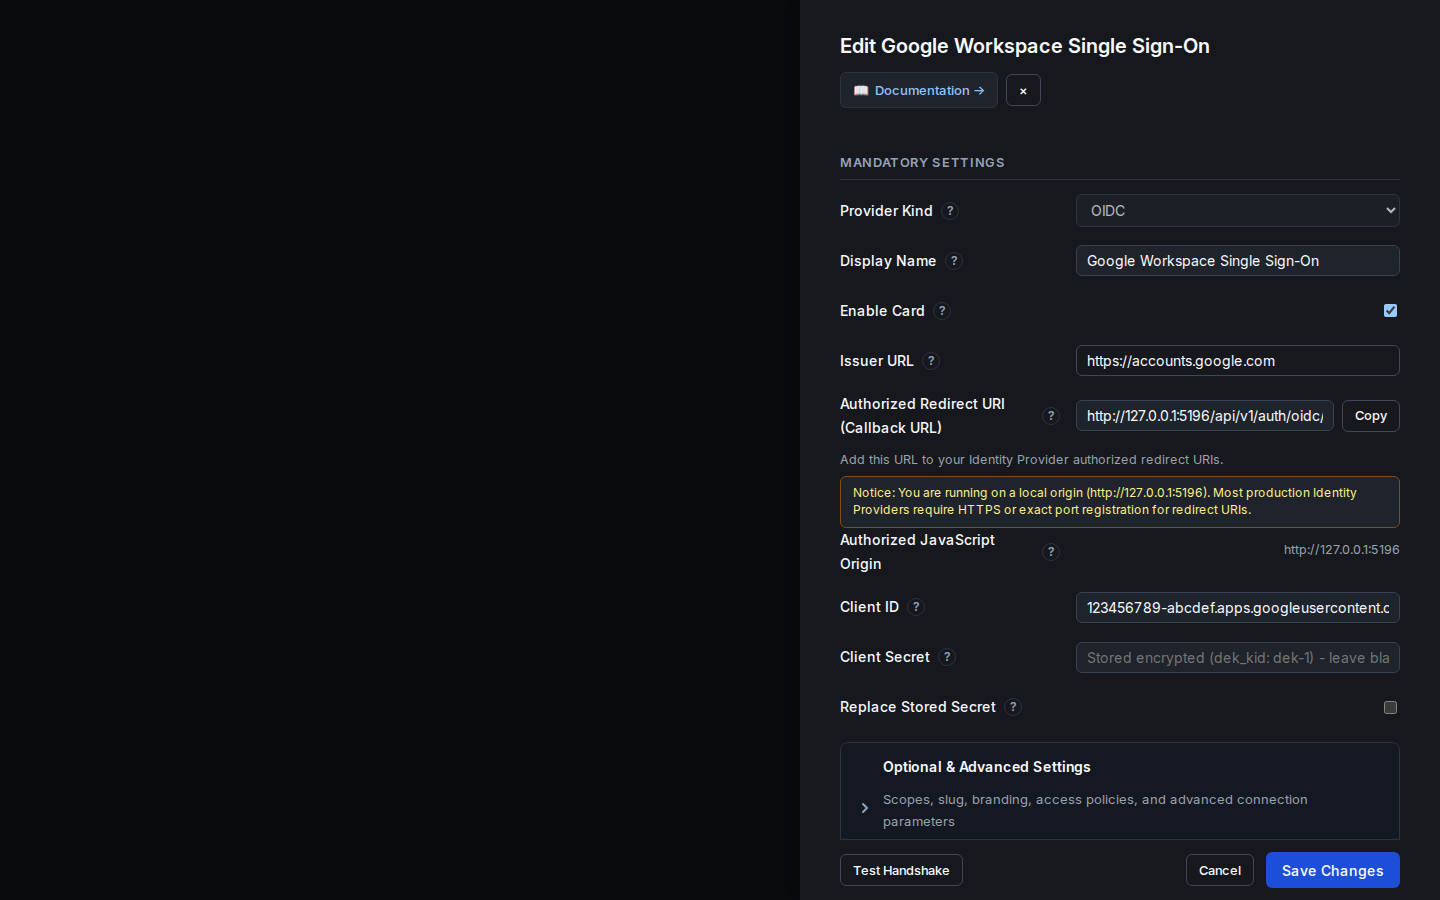 Edit Google Workspace Single Sign-On
📖 Documentation →
×
MANDATORY SETTINGS
Provider Kind ?
OIDC
Display Name ?
Google Workspace Single Sign-On
Enable Card ?
Issuer URL ?
https://accounts.google.com
Authorized Redirect URI
(Callback URL)
?
http://127.0.0.1:5196/api/v1/auth/oidc/
Copy
Add this URL to your Identity Provider authorized redirect URIs.
Notice: You are running on a local origin (http://127.0.0.1:5196). Most production Identity
Providers require HTTPS or exact port registration for redirect URIs.
Authorized JavaScript
Origin
?
http://127.0.0.1:5196
Client ID ?
123456789-abcdef.apps.googleusercontent.c
Client Secret ?
Stored encrypted (dek_kid: dek-1) - leave bla
Replace Stored Secret ?
Optional & Advanced Settings
Scopes, slug, branding, access policies, and advanced connection
parameters
Test Handshake
Cancel
Save Changes